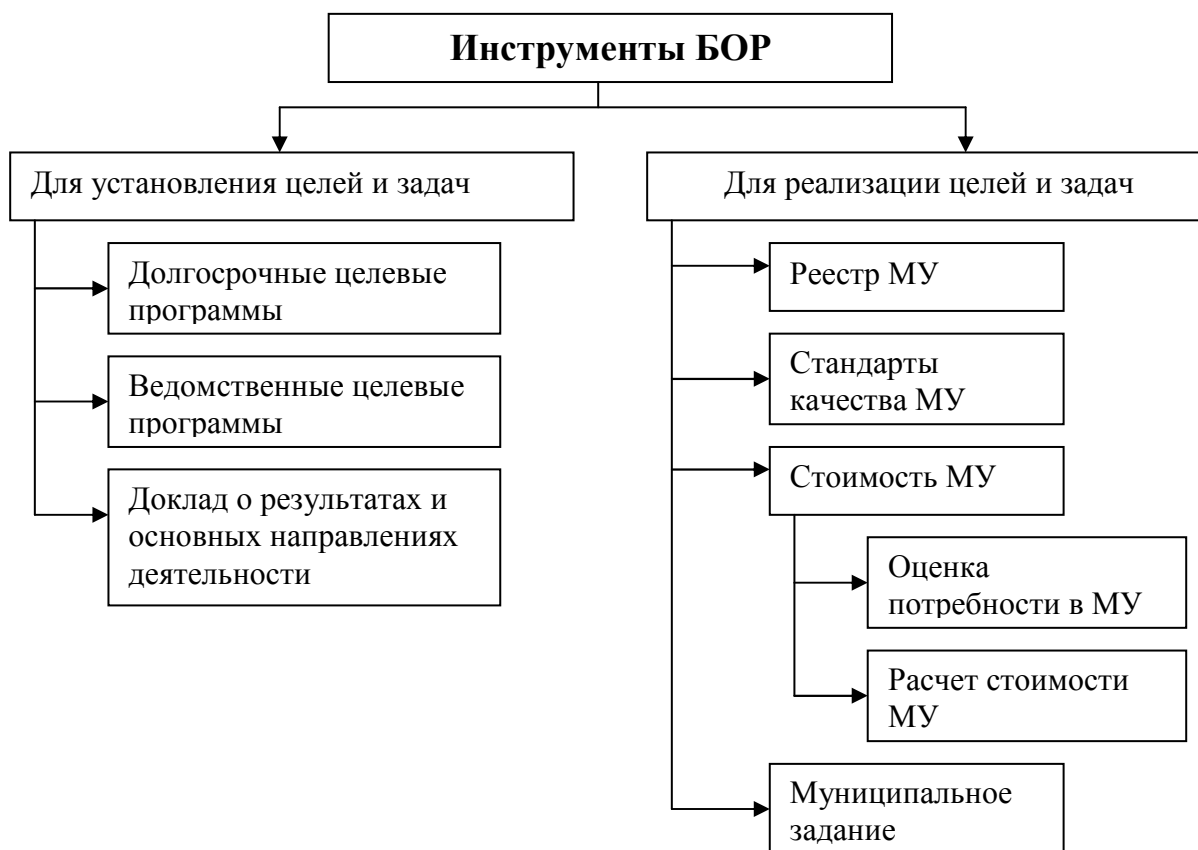 Инструменты БОР
Для установления целей и задач
Долгосрочные целевые
программы
Ведомственные целевые
программы
Доклад о результатах и
основных направлениях
деятельности
Для реализации целей и задач
Реестр МУ
Стандарты
качества МУ
Стоимость МУ
Оценка
потребности в МУ
Расчет стоимости
МУ
Муниципальное
задание